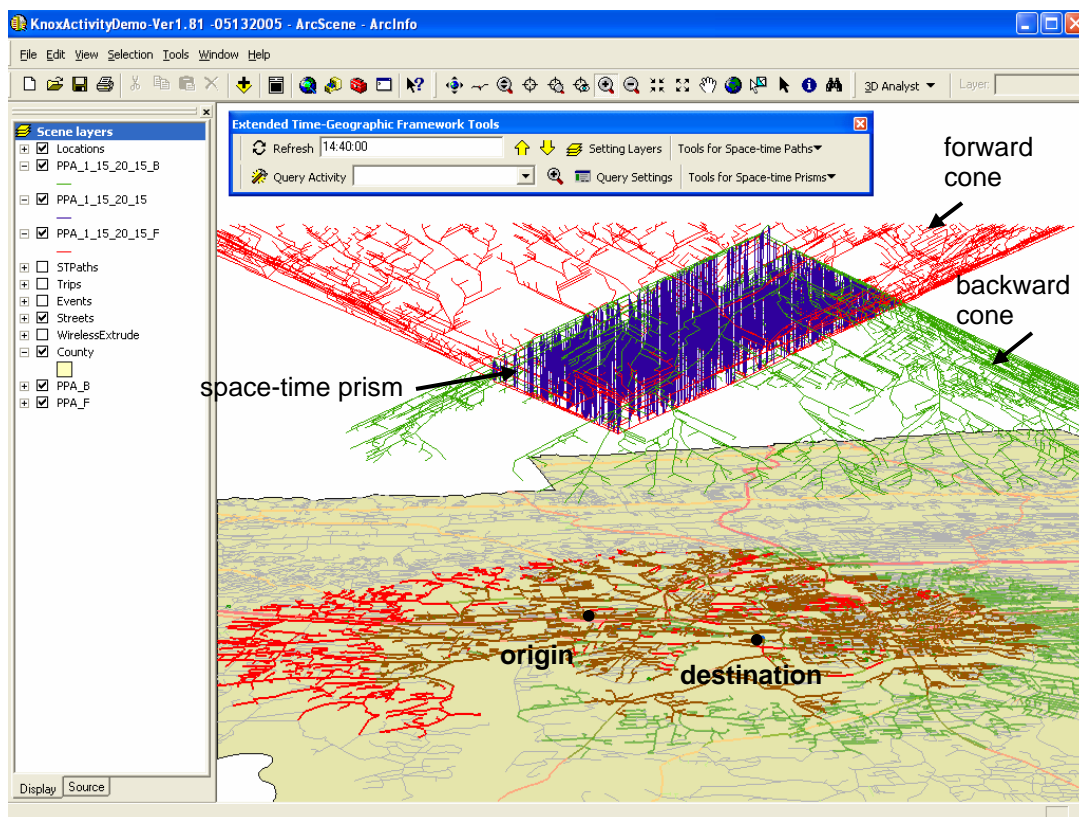 KnoxActivityDemo-Ver1.81 -05132005 - ArcScene - ArcInfo
File Edit View Selection Tools Window Help
3D Analyst
Layer:
Scene layers
Locations
PPA_1_15_20_15_B
PPA_1_15_20_15
PPA_1_15_20_15_F
STPaths
Trips
Events
Streets
WirelessExtrude
County
PPA_B
PPA_F
Display Source
Extended Time-Geographic Framework Tools
Refresh 14:40:00 Setting Layers Tools for Space-time Paths
Query Activity Query Settings Tools for Space-time Prisms
forward
cone
backward
cone
space-time prism
origin
destination